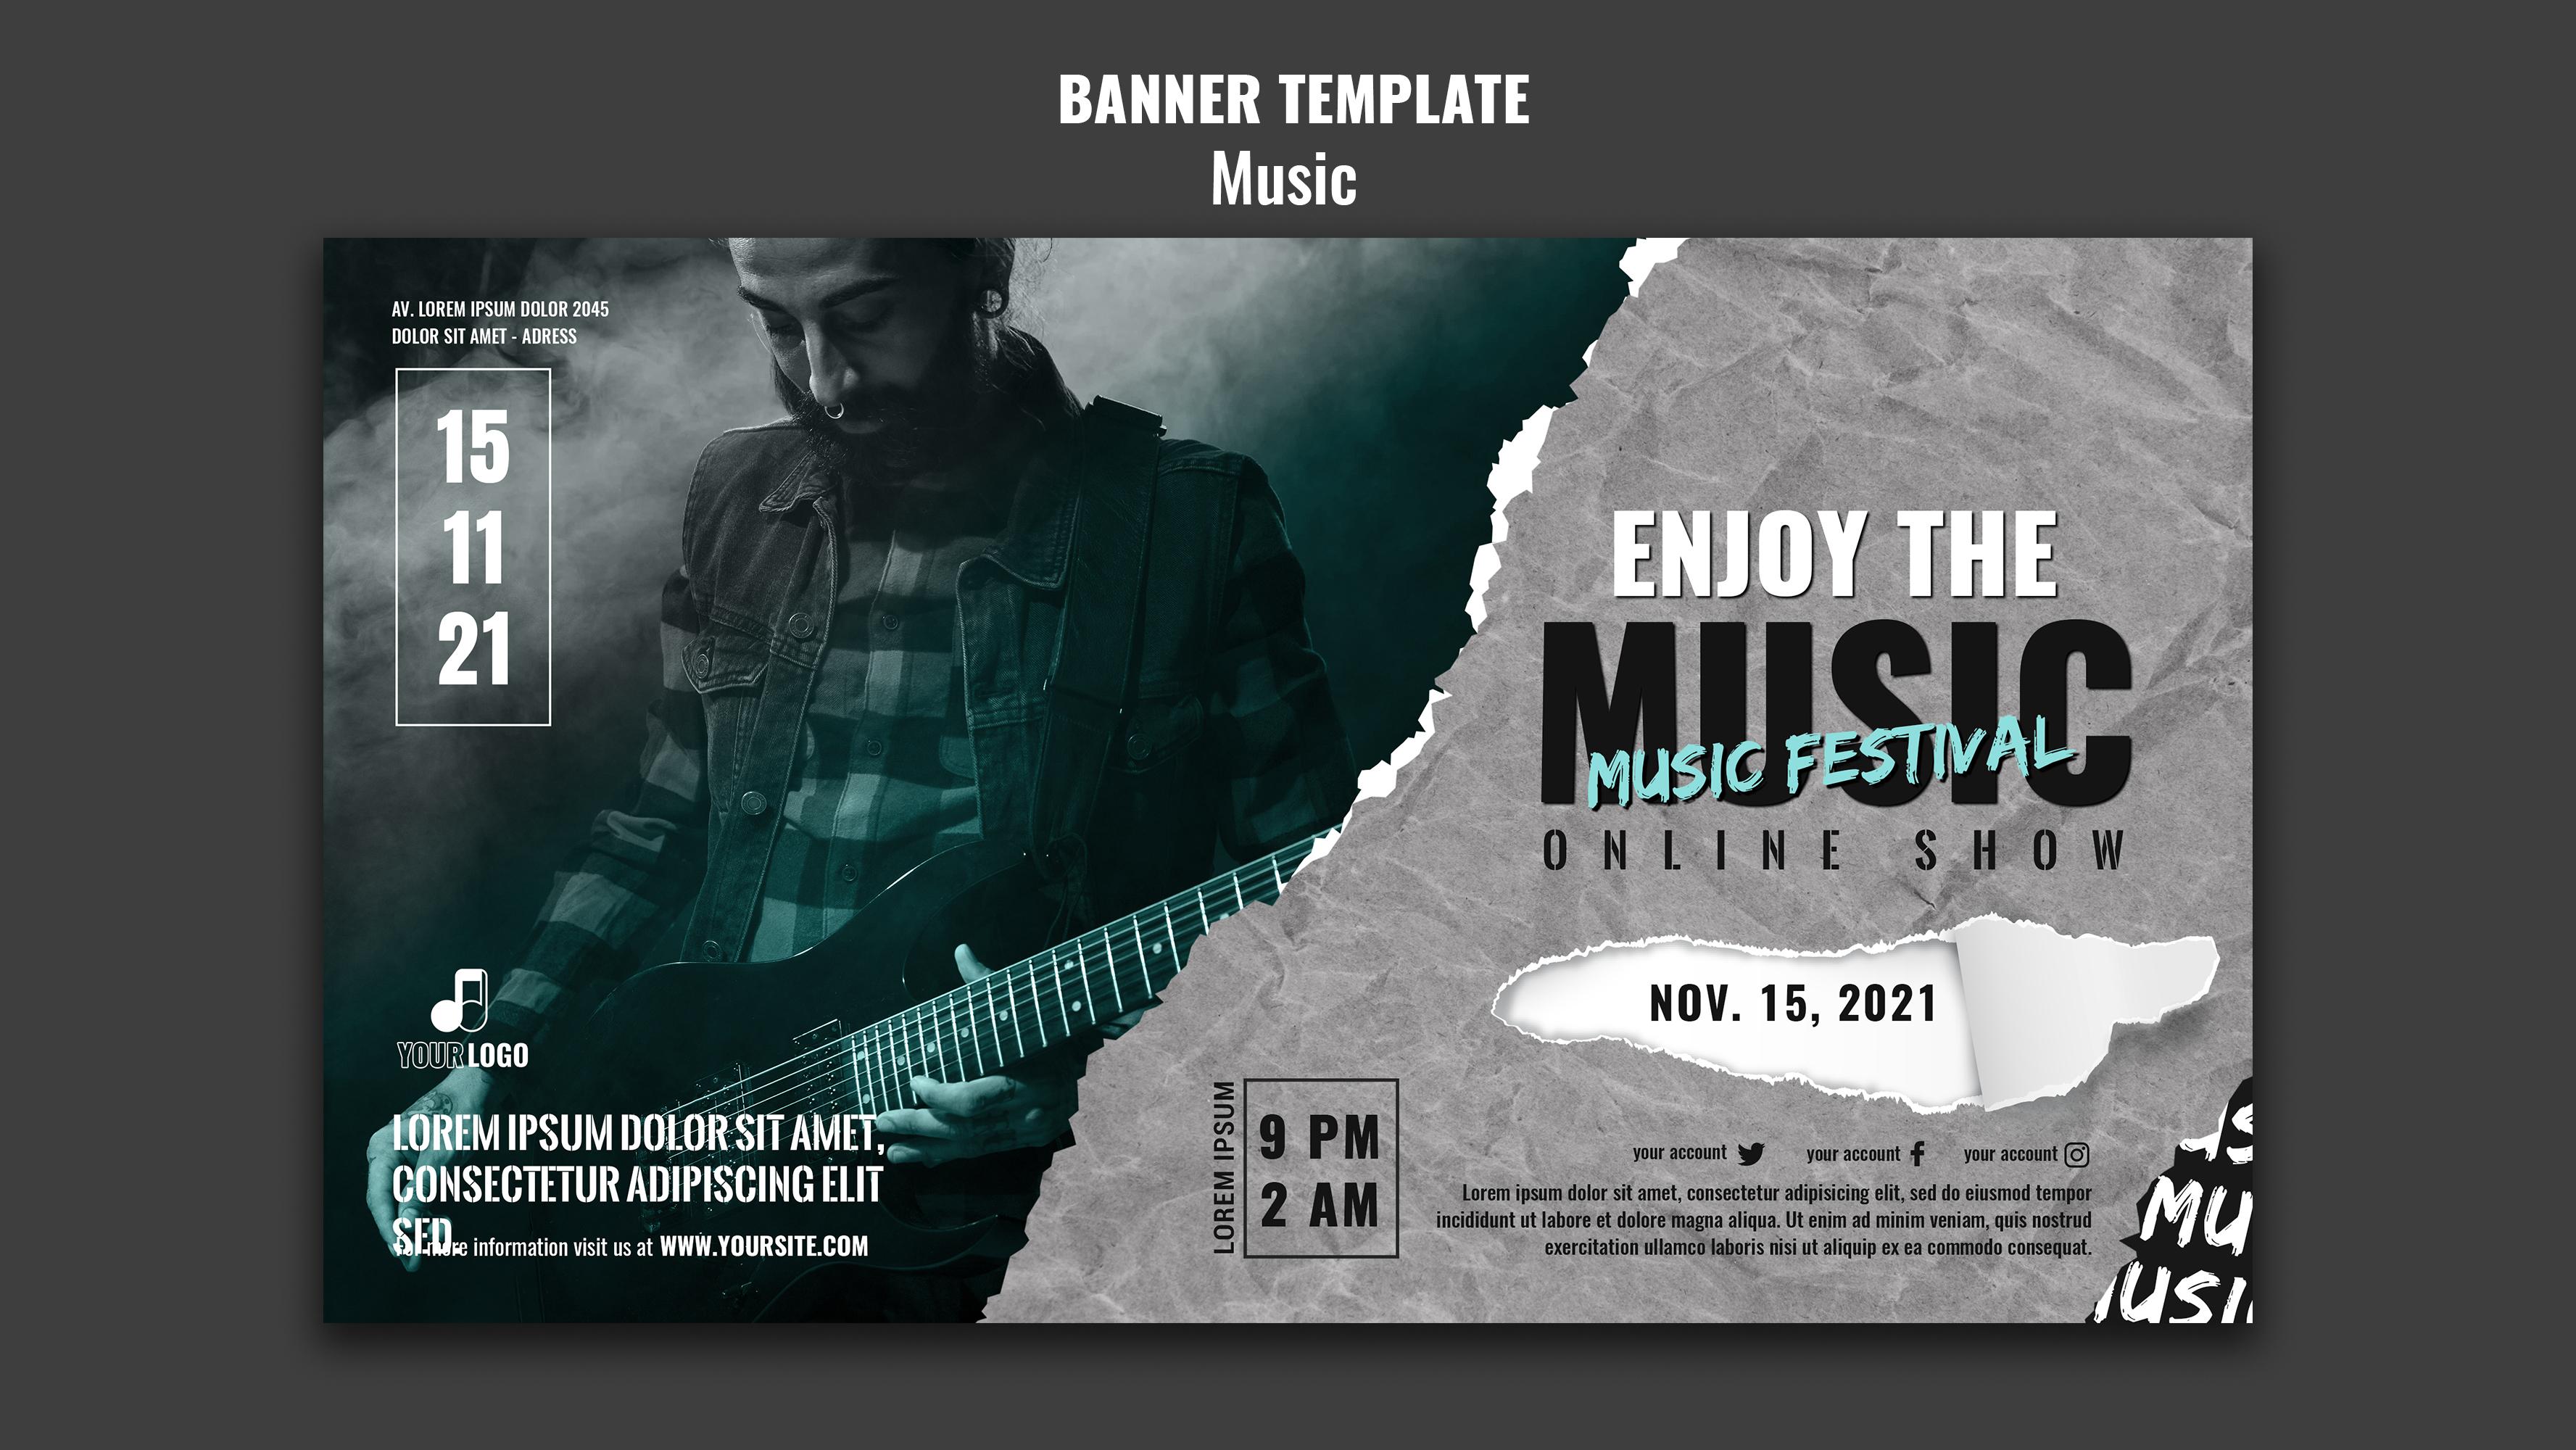 BANNER TEMPLATE
Music
AV. LOREM IPSUM DOLOR 2045
DOLOR SIT AMET - ADRESS
15
11
21
YOUR LOGO
LOREM IPSUM DOLOR SIT AMET,
CONSECTETUR ADIPISCING ELIT
SED.
For more information visit us at WWW.YOURSITE.COM
ENJOY THE
MUSIC
MUSIC FESTIVAL
ONLINE SHOW
NOV. 15, 2021
LOREM IPSUM
9 PM
2 AM
your account
your account
your account
Lorem ipsum dolor sit amet, consectetur adipisicing elit, sed do eiusmod tempor
incididunt ut labore et dolore magna aliqua. Ut enim ad minim veniam, quis nostrud
exercitation ullamco laboris nisi ut aliquip ex ea commodo consequat.
MU
USI